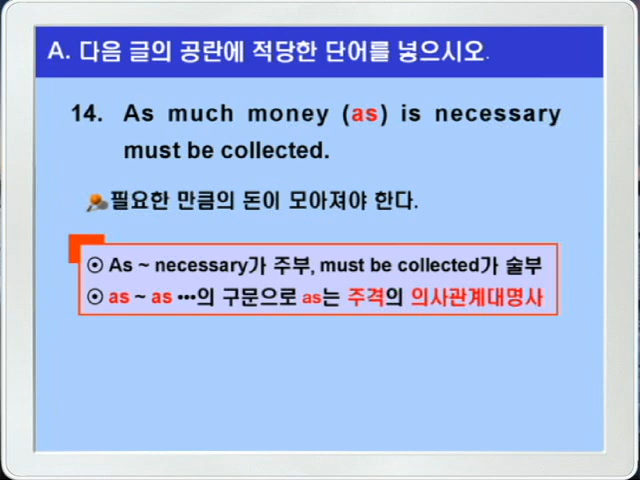 A. 다음 글의 공란에 적당한 단어를 넣으시오.
14. As much money (as) is necessary
must be collected.
필요한 만큼의 돈이 모아져야 한다.
⊙ As ~ necessary가 주부, must be collected가 술부
⊙ as ~ as •••의 구문으로 as는 주격의 의사관계대명사